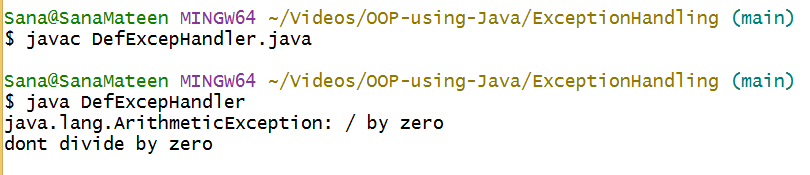 Sana@SanaMateen MINGW64 ~/Videos/OOP-using-Java/ExceptionHandling (main)
$ javac DefExcepHandler.java
Sana@SanaMateen MINGW64 ~/Videos/OOP-using-Java/ExceptionHandling (main)
$ java DefExcepHandler
java.lang.ArithmeticException: / by zero
dont divide by zero